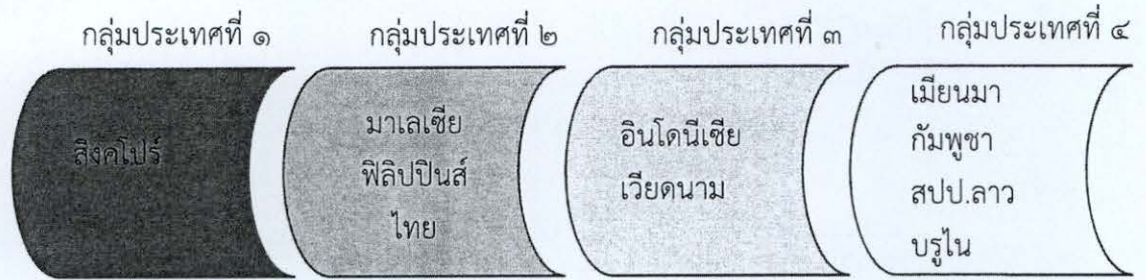 กลุ่มประเทศที่ ๑
สิงคโปร์
กลุ่มประเทศที่ ๒
มาเลเซีย
ฟิลิปปินส์
ไทย
กลุ่มประเทศที่ ๓
อินโดนีเซีย
เวียดนาม
กลุ่มประเทศที่ ๔
เมียนมา
กัมพูชา
สปป.ลาว
บรูไน